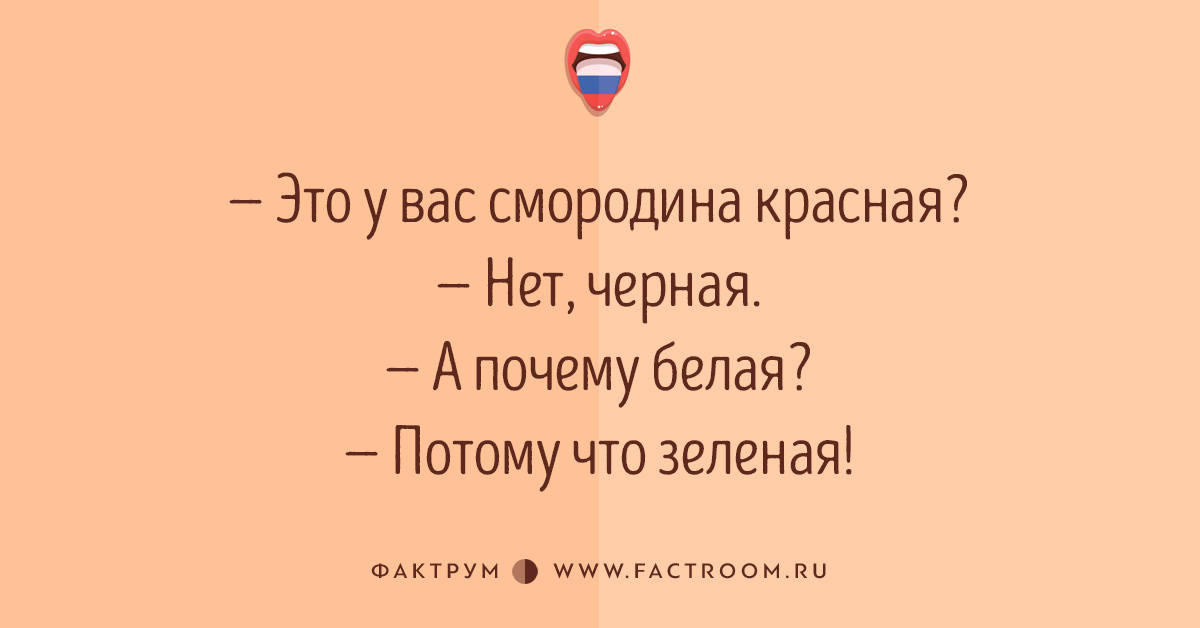 – Это у вас смородина красная?
– Нет, черная.
– А почему белая?
– Потому что зеленая!
ФАКТРУМ WWW.FACTROOM.RU